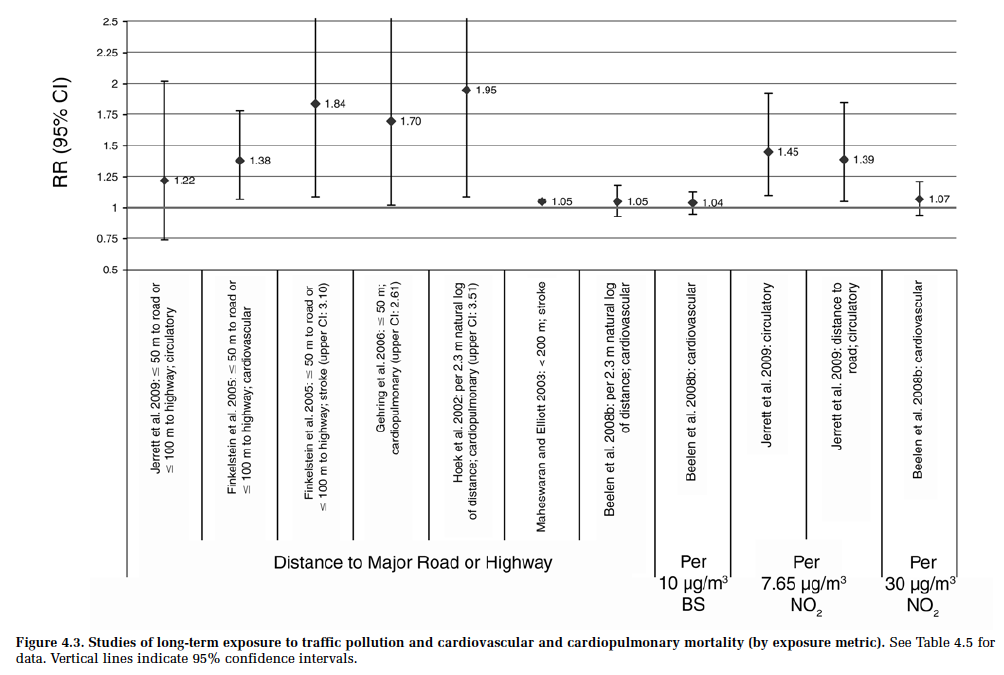 RR (95% CI)
2.5
2.25
2
1.75
1.5
1.25
1
0.75
0.5
1.22
1.38
1.84
1.70
1.95
1.05
1.05
1.04
1.45
1.39
1.07
Jerrett et al. 2009: ≤ 50 m to road or
≤ 100 m to highway; circulatory
Finkelstein et al. 2005: ≤ 50 m to road or
≤ 100 m to highway; cardiovascular
Finkelstein et al. 2005: ≤ 50 m to road or
≤ 100 m to highway; stroke (upper CI: 3.10)
Gehring et al. 2006: ≤ 50 m;
cardiopulmonary (upper CI: 2.61)
Hoek et al. 2002: per 2.3 m natural log
of distance; cardiopulmonary (upper CI: 3.51)
Maheswaran and Elliott 2003: < 200 m; stroke
Beelen et al. 2008b: per 2.3 m natural log
of distance; cardiovascular
Beelen et al. 2008b: cardiovascular
Jerrett et al. 2009: circulatory
Jerrett et al. 2009: distance to
road; circulatory
Beelen et al. 2008b: cardiovascular
Distance to Major Road or Highway
Per
10 µg/m³
BS
Per
7.65 µg/m³
NO₂
Per
30 µg/m³
NO₂
Figure 4.3. Studies of long-term exposure to traffic pollution and cardiovascular and cardiopulmonary mortality (by exposure metric). See Table 4.5 for
data. Vertical lines indicate 95% confidence intervals.